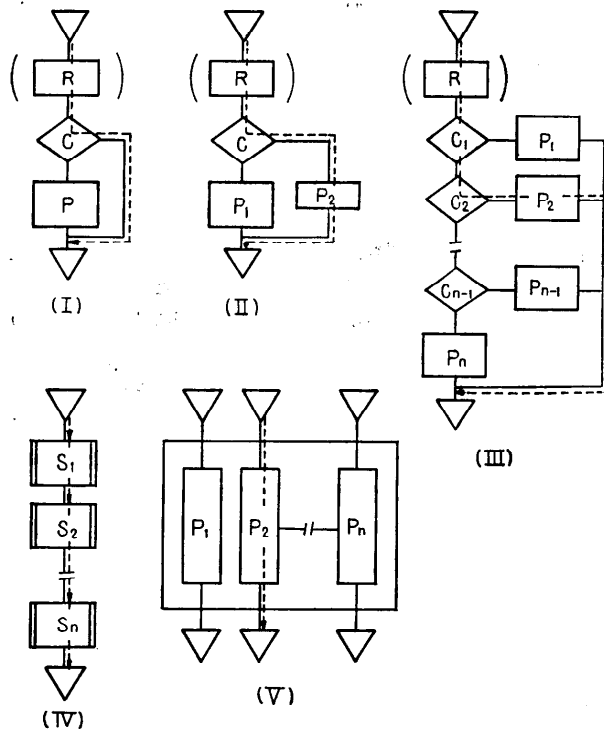 ( R )
C
P
(I)
( R )
C
P1
P2
(II)
( R )
C1
P1
C2
P2
Cn-1
Pn-1
Pn
(III)
S1
S2
Sn
(IV)
P1
P2
Pn
(V)